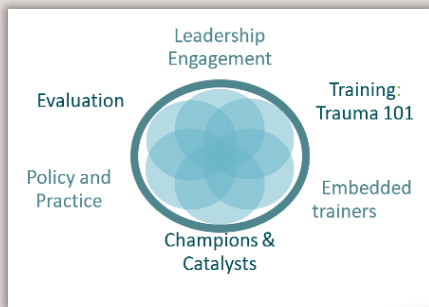 Leadership
Engagement
Training:
Trauma 101
Embedded
trainers
Champions &
Catalysts
Policy and
Practice
Evaluation